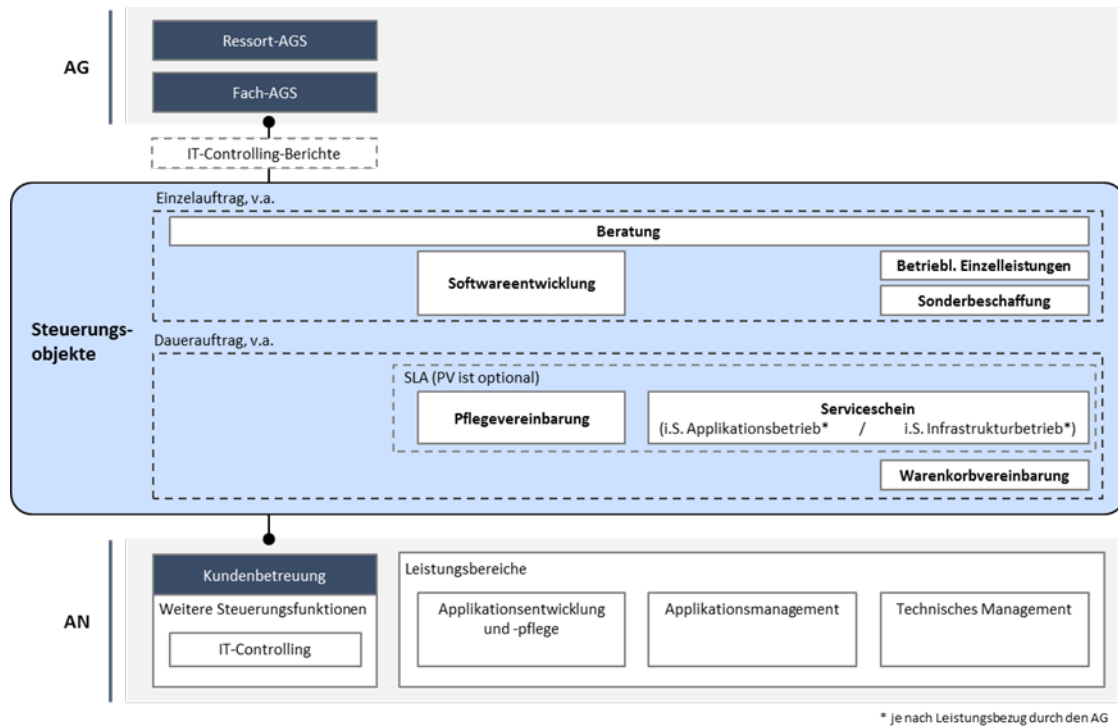 AG
Ressort-AGS
Fach-AGS
IT-Controlling-Berichte
Steuerungs-
objekte
Einzelauftrag, v.a.
Beratung
Softwareentwicklung
Betriebl. Einzelleistungen
Sonderbeschaffung
Dauerauftrag, v.a.
SLA (PV ist optional)
Pflegevereinbarung
Serviceschein
(i.S. Applikationsbetrieb* / i.S. Infrastrukturbetrieb*)
Warenkorbvereinbarung
AN
Kundenbetreuung
Weitere Steuerungsfunktionen
IT-Controlling
Leistungsbereiche
Applikationsentwicklung
und -pflege
Applikationsmanagement
Technisches Management
* je nach Leistungsbezug durch den AG